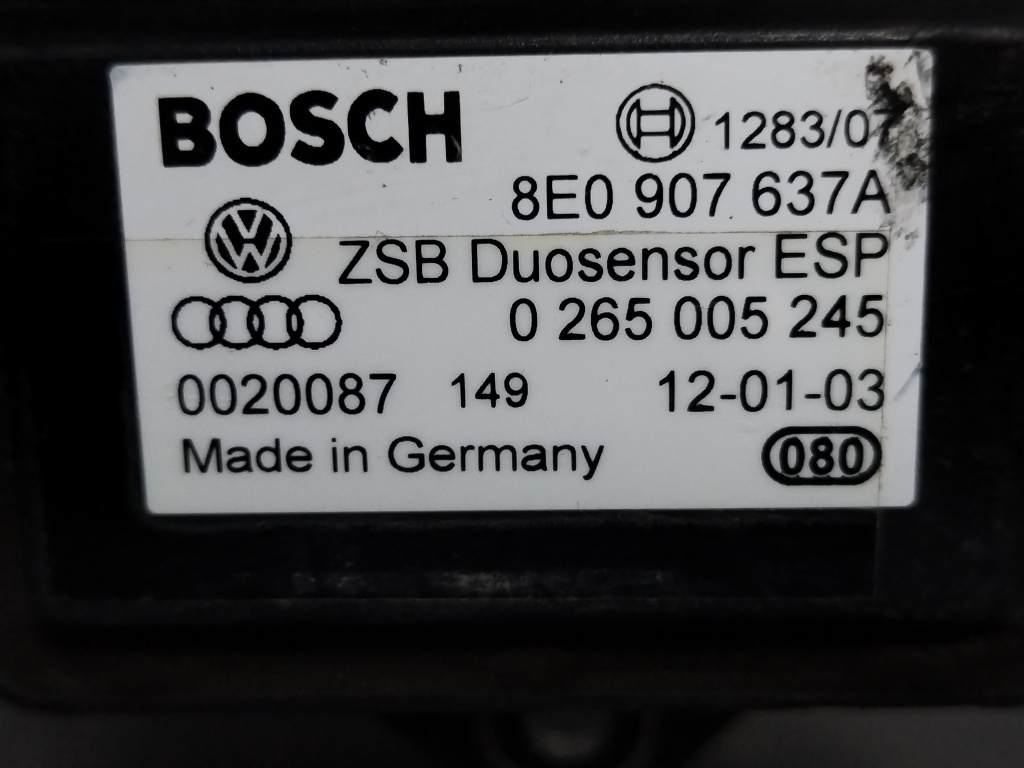 BOSCH 1283/07
8E0 907 637A
ZSB Duosensor ESP
0 265 005 245
0020087 149 12-01-03
Made in Germany 080